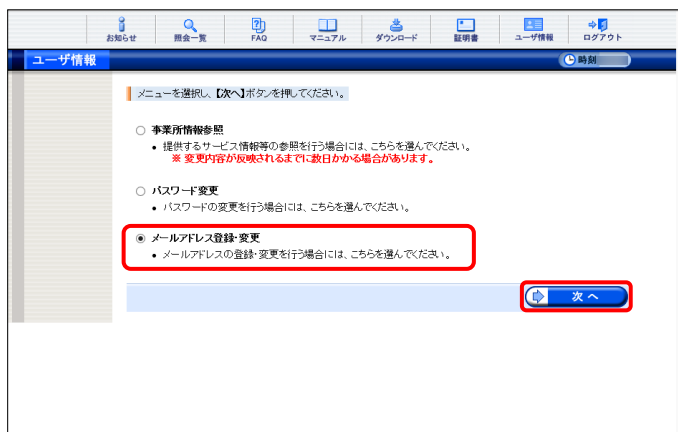 お知らせ 照会一覧 FAQ マニュアル ダウンロード 証明書 ユーザ情報 ログアウト
ユーザ情報 時刻
メニューを選択し、【次へ】ボタンを押してください。
事業所情報参照
• 提供するサービス情報等の参照を行う場合には、こちらを選んでください。
※ 変更内容が反映されるまでに数日かかる場合があります。
パスワード変更
• パスワードの変更を行う場合には、こちらを選んでください。
メールアドレス登録・変更
• メールアドレスの登録・変更を行う場合には、こちらを選んでください。
次 へ